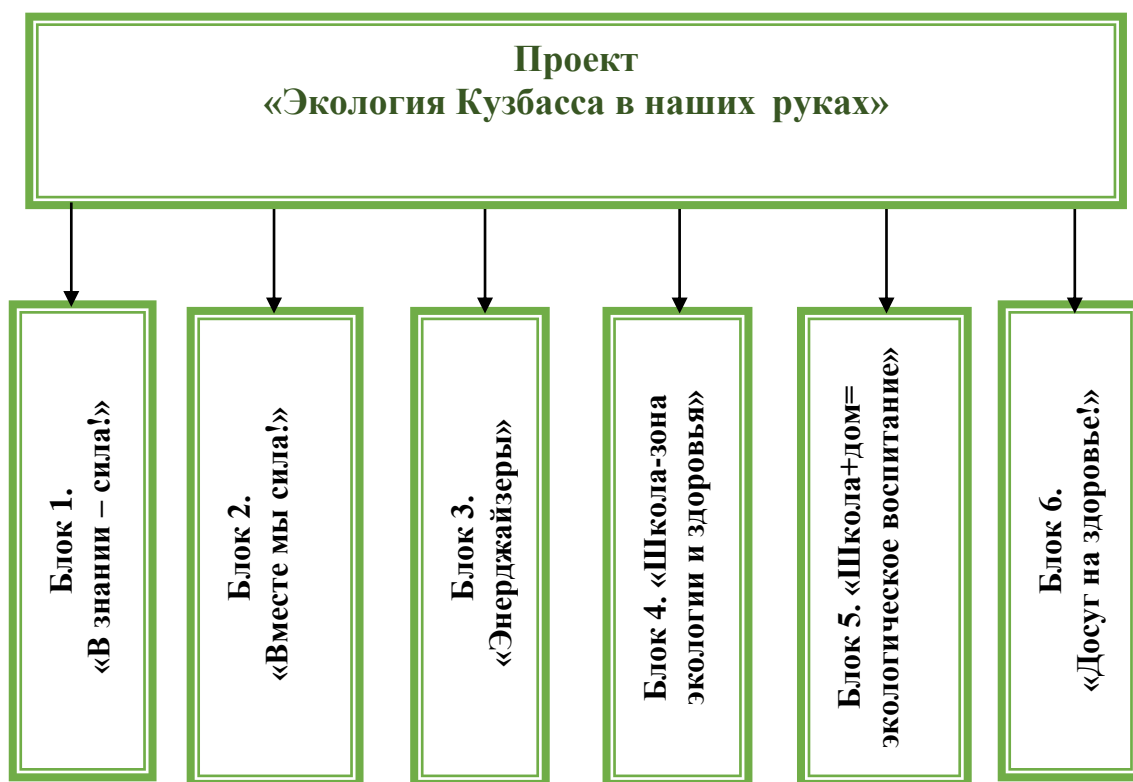 Проект
«Экология Кузбасса в наших руках»
Блок 1.
«В знании – сила!»
Блок 2.
«Вместе мы сила!»
Блок 3.
«Энерджайзеры»
Блок 4. «Школа-зона
экологии и здоровья»
Блок 5. «Школа+дом=
экологическое воспитание»
Блок 6.
«Досуг на здоровье!»